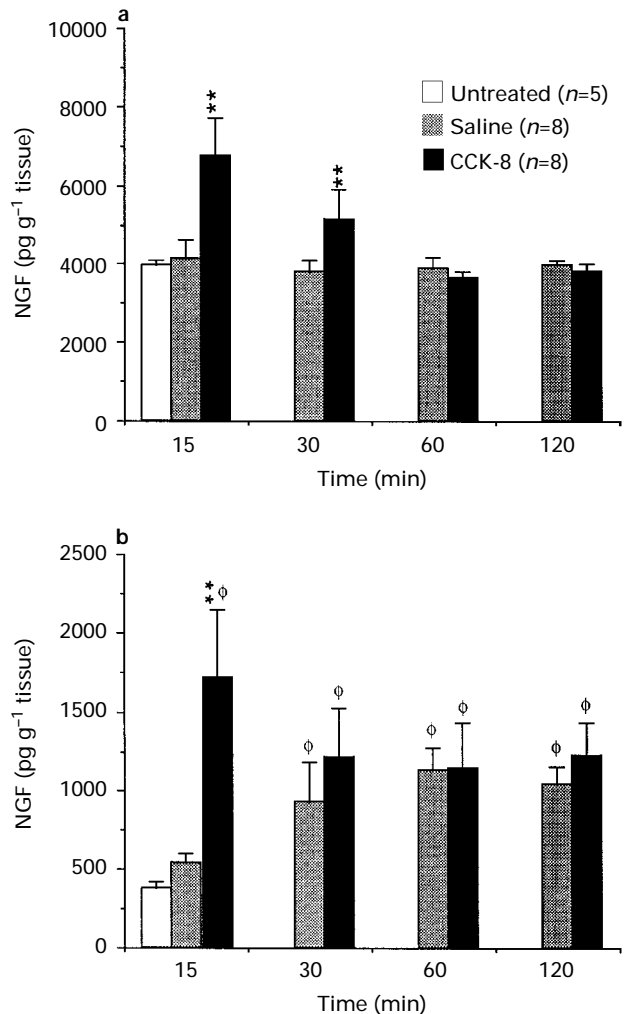 a
10000
8000
6000
4000
2000
0
NGF (pg g⁻¹ tissue)
Untreated (n=5)
Saline (n=8)
CCK-8 (n=8)
**
**
15 30 60 120
Time (min)
b
2500
2000
1500
1000
500
0
NGF (pg g⁻¹ tissue)
** ϕ
ϕ ϕ ϕ ϕ ϕ ϕ
15 30 60 120
Time (min)